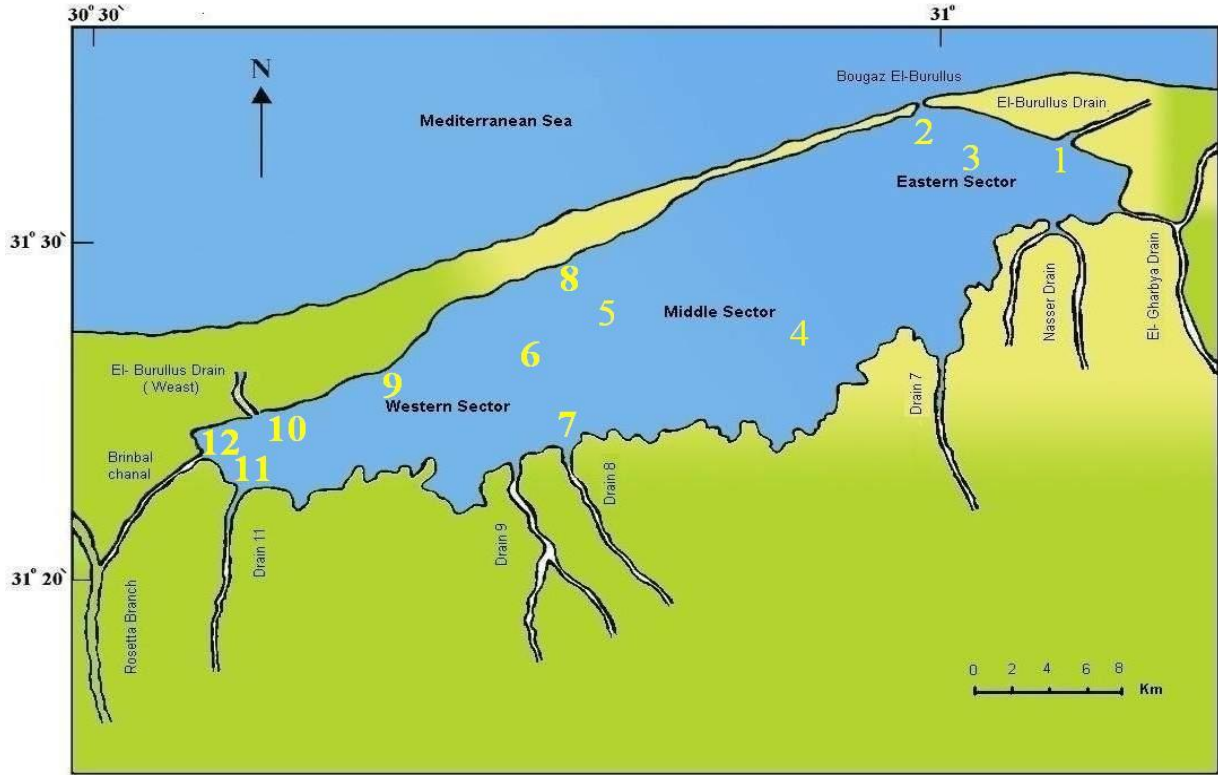 30° 30`
31°
N
Bougaz El-Burullus
El-Burullus Drain
Mediterranean Sea
2
3
1
Eastern Sector
31° 30`
8
5
Middle Sector
4
6
Nasser Drain
El- Gharbya Drain
El- Burullus Drain
( Weast)
9
Western Sector
Drain 7
10
7
12
Brinbal
chanal
11
Drain 8
Drain 9
Drain 11
31° 20`
Rosetta Branch
0 2 4 6 8
Km